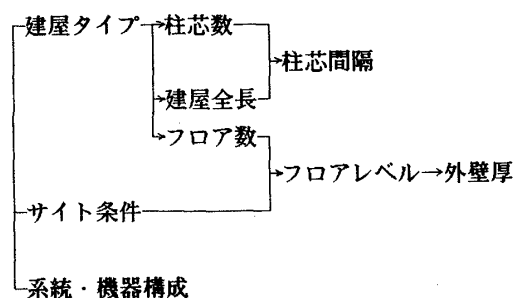 建屋タイプ→柱芯数
→柱芯間隔
→建屋全長
→フロア数
→フロアレベル→外壁厚
サイト条件
系統・機器構成